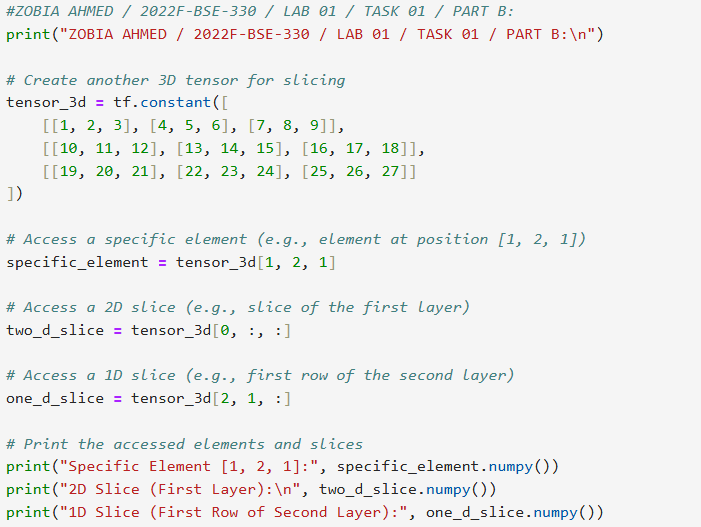 #ZOBIA AHMED / 2022F-BSE-330 / LAB 01 / TASK 01 / PART B:
print("ZOBIA AHMED / 2022F-BSE-330 / LAB 01 / TASK 01 / PART B:\n")
# Create another 3D tensor for slicing
tensor_3d = tf.constant([
    [[1, 2, 3], [4, 5, 6], [7, 8, 9]],
    [[10, 11, 12], [13, 14, 15], [16, 17, 18]],
    [[19, 20, 21], [22, 23, 24], [25, 26, 27]]
])
# Access a specific element (e.g., element at position [1, 2, 1])
specific_element = tensor_3d[1, 2, 1]
# Access a 2D slice (e.g., slice of the first layer)
two_d_slice = tensor_3d[0, :, :]
# Access a 1D slice (e.g., first row of the second layer)
one_d_slice = tensor_3d[2, 1, :]
# Print the accessed elements and slices
print("Specific Element [1, 2, 1]:", specific_element.numpy())
print("2D Slice (First Layer):\n", two_d_slice.numpy())
print("1D Slice (First Row of Second Layer):", one_d_slice.numpy())